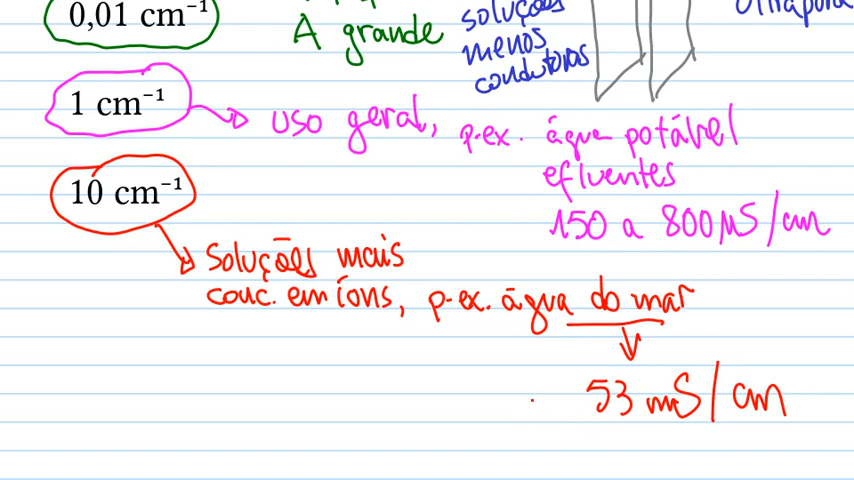 0,01 cm⁻¹
A grande
soluções
menos
condutoras
1 cm⁻¹
uso geral, p.ex. água potável
efluentes
150 a 800 µS/cm
10 cm⁻¹
soluções mais
conc. em íons, p-ex. água do mar
53 mS/cm